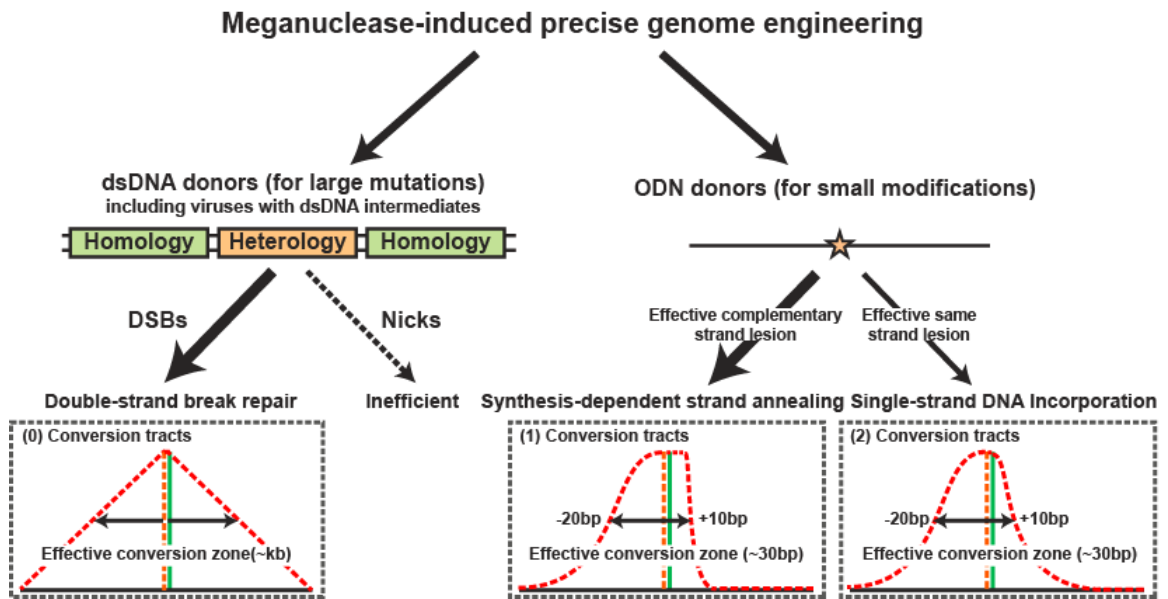 Meganuclease-induced precise genome engineering
dsDNA donors (for large mutations)
including viruses with dsDNA intermediates
Homology Heterology Homology
ODN donors (for small modifications)
DSBs
Nicks
Effective complementary
strand lesion
Effective same
strand lesion
Double-strand break repair
Inefficient
Synthesis-dependent strand annealing
Single-strand DNA Incorporation
(0) Conversion tracts
Effective conversion zone(~kb)
(1) Conversion tracts
-20bp +10bp
Effective conversion zone (~30bp)
(2) Conversion tracts
-20bp +10bp
Effective conversion zone (~30bp)